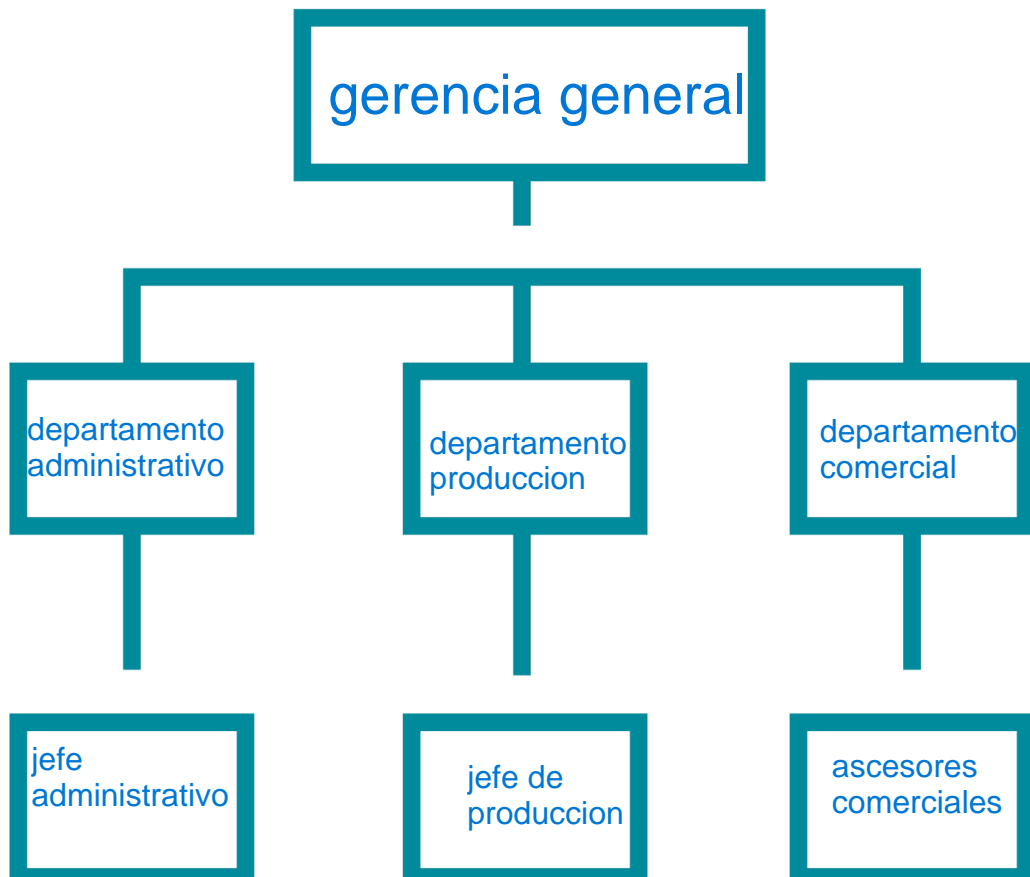 gerencia general
departamento
administrativo
departamento
produccion
departamento
comercial
jefe
administrativo
jefe de
produccion
ascesores
comerciales